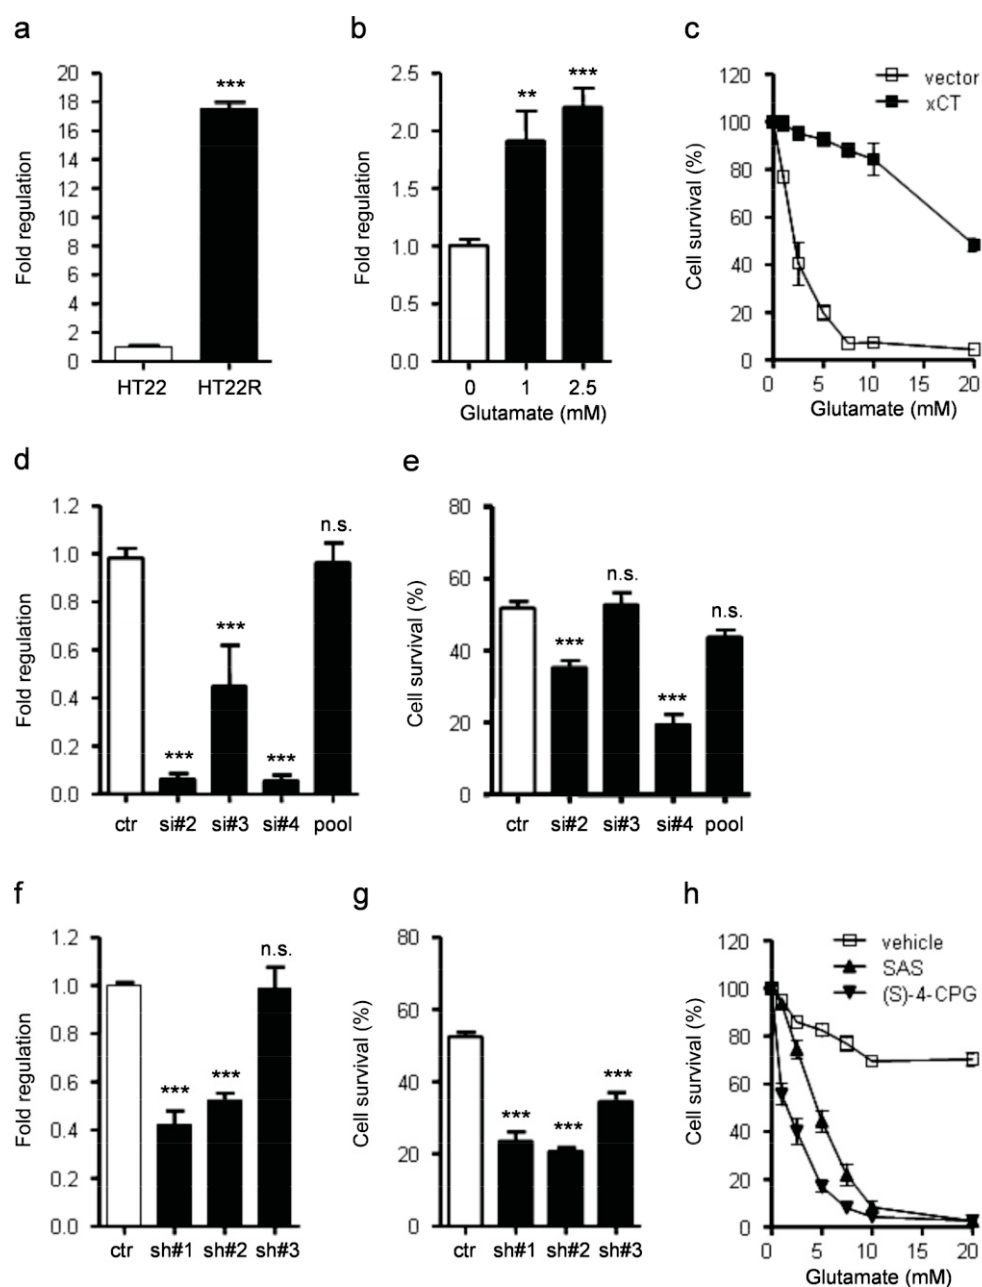 a
Fold regulation
20
18
16
14
12
10
8
6
4
2
0
***
HT22 HT22R
b
Fold regulation
2.5
2.0
1.5
1.0
0.5
0.0
** ***
0 1 2.5
Glutamate (mM)
c
Cell survival (%)
120
100
80
60
40
20
0
vector
xCT
0 5 10 20
Glutamate (mM)
d
Fold regulation
1.2
1.0
0.8
0.6
0.4
0.2
0.0
*** *** *** n.s.
ctr si#2 si#3 si#4 pool
e
Cell survival (%)
80
60
40
20
0
*** n.s. *** n.s.
ctr si#2 si#3 si#4 pool
f
Fold regulation
1.2
1.0
0.8
0.6
0.4
0.2
0.0
*** *** n.s.
ctr sh#1 sh#2 sh#3
g
Cell survival (%)
80
60
40
20
0
*** *** ***
ctr sh#1 sh#2 sh#3
h
Cell survival (%)
120
100
80
60
40
20
0
vehicle
SAS
(S)-4-CPG
0 5 10 20
Glutamate (mM)